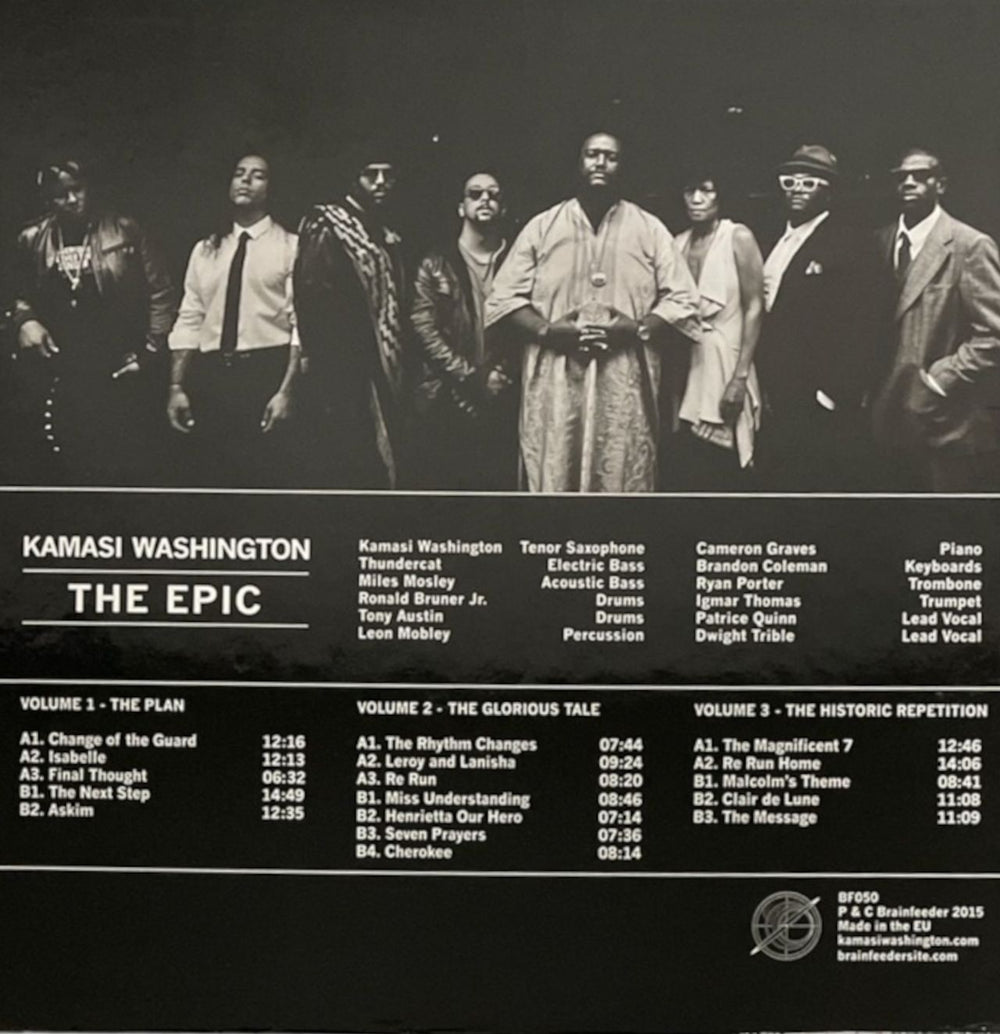 KAMASI WASHINGTON
THE EPIC
Kamasi Washington Tenor Saxophone
Thundercat Electric Bass
Miles Mosley Acoustic Bass
Ronald Bruner Jr. Drums
Tony Austin Drums
Leon Mobley Percussion
Cameron Graves Piano
Brandon Coleman Keyboards
Ryan Porter Trombone
Igmar Thomas Trumpet
Patrice Quinn Lead Vocal
Dwight Trible Lead Vocal
VOLUME 1 - THE PLAN
A1. Change of the Guard 12:16
A2. Isabelle 12:13
A3. Final Thought 06:32
B1. The Next Step 14:49
B2. Askim 12:35
VOLUME 2 - THE GLORIOUS TALE
A1. The Rhythm Changes 07:44
A2. Leroy and Lanisha 09:24
A3. Re Run 08:20
B1. Miss Understanding 08:46
B2. Henrietta Our Hero 07:14
B3. Seven Prayers 07:36
B4. Cherokee 08:14
VOLUME 3 - THE HISTORIC REPETITION
A1. The Magnificent 7 12:46
A2. Re Run Home 14:06
B1. Malcolm's Theme 08:41
B2. Clair de Lune 11:08
B3. The Message 11:09
BF050
P & C Brainfeeder 2015
Made in the EU
kamasiwashington.com
brainfeedersite.com